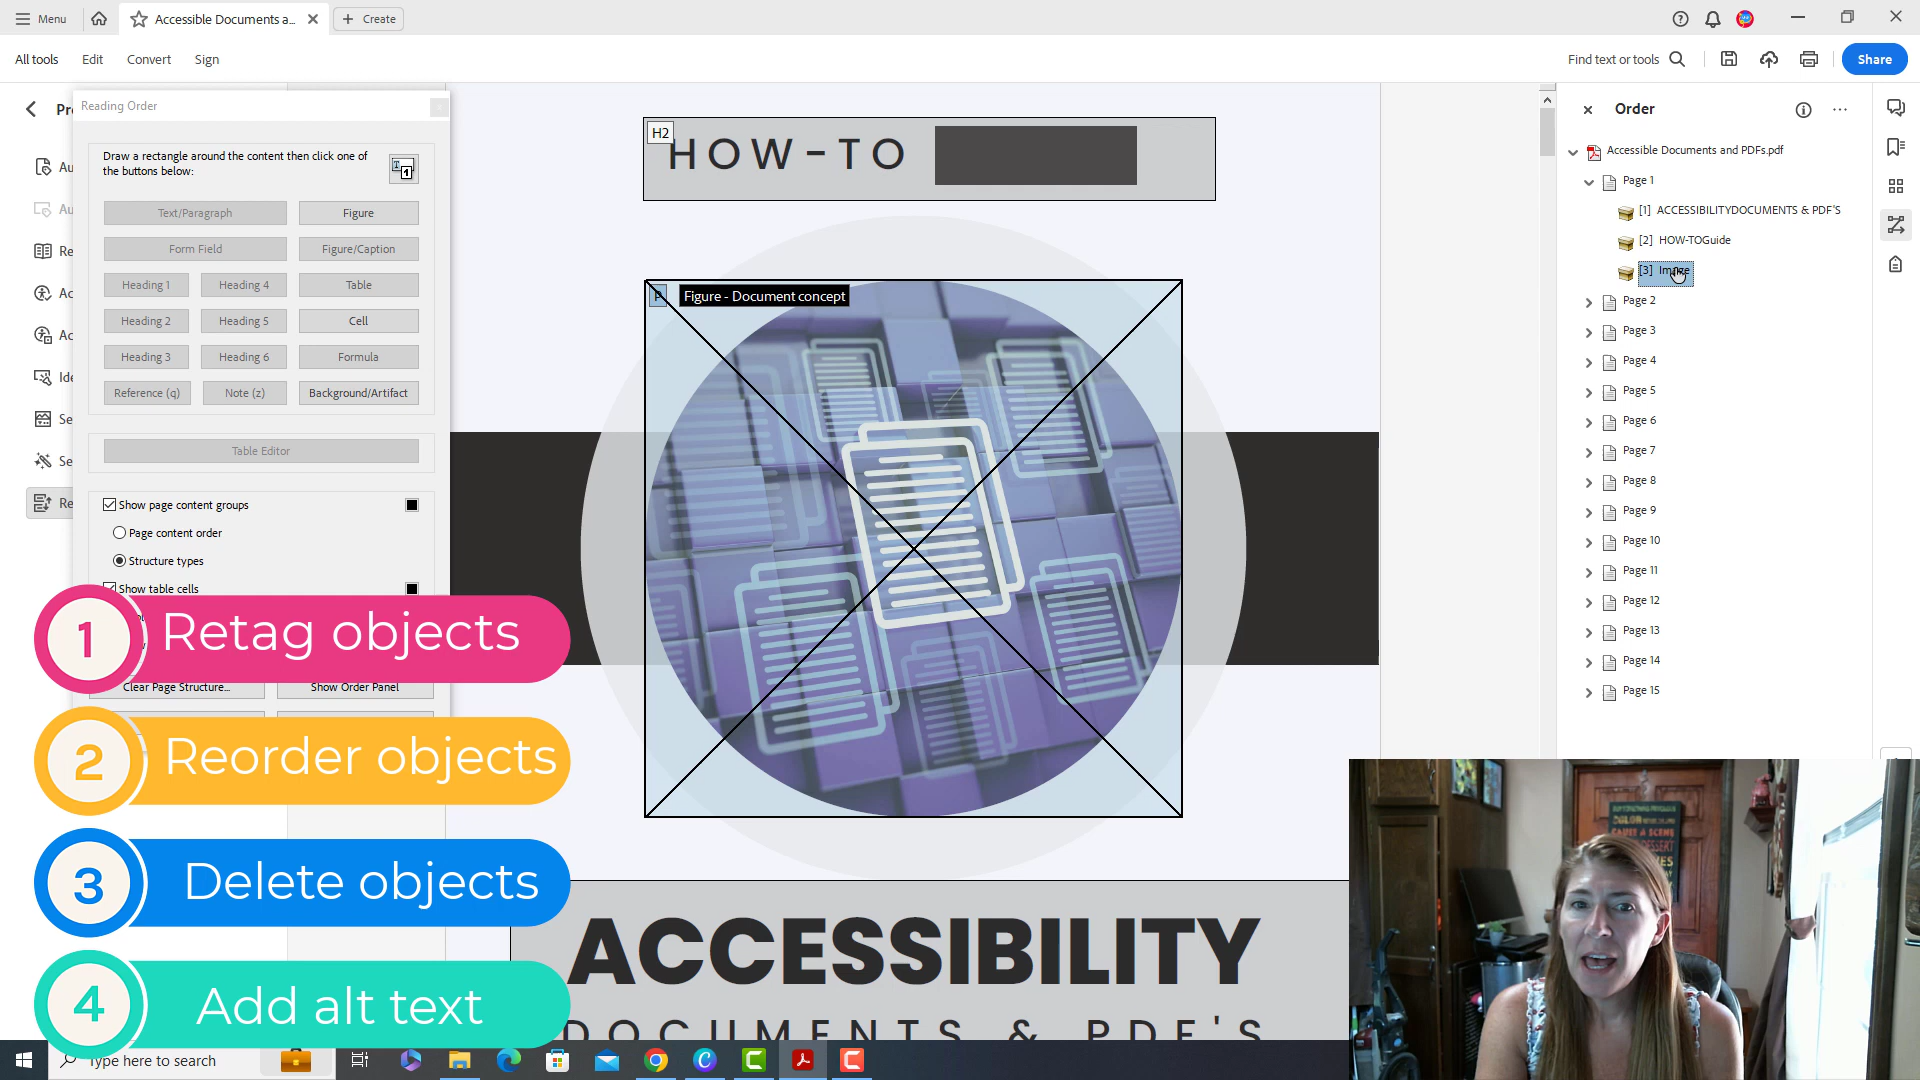 Menu
Accessible Documents a...
Create
All tools
Edit
Convert
Sign
Find text or tools
Share
Reading Order
Draw a rectangle around the content then click one of
the buttons below:
Text/Paragraph
Figure
Form Field
Figure/Caption
Heading 1
Heading 4
Table
Heading 2
Heading 5
Cell
Heading 3
Heading 6
Formula
Reference (q)
Note (z)
Background/Artifact
Table Editor
Show page content groups
Page content order
Structure types
Show table cells
Clear Page Structure...
Show Order Panel
1 Retag objects
2 Reorder objects
3 Delete objects
4 Add alt text
H2
HOW-TO
Figure - Document concept
ACCESSIBILITY
DOCUMENTS & PDF'S
Order
Accessible Documents and PDFs.pdf
Page 1
[1] ACCESSIBILITYDOCUMENTS & PDF'S
[2] HOW-TOGuide
[3] Image
Page 2
Page 3
Page 4
Page 5
Page 6
Page 7
Page 8
Page 9
Page 10
Page 11
Page 12
Page 13
Page 14
Page 15
Type here to search